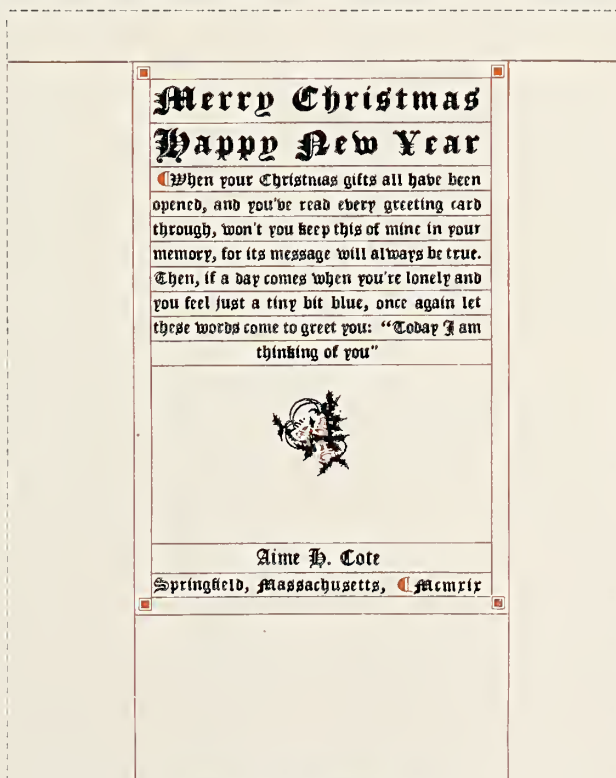 Merry Christmas
Happy New Year
¶When your Christmas gifts all have been
opened, and you've read every greeting card
through, won't you keep this of mine in your
memory, for its message will always be true.
Then, if a day comes when you're lonely and
you feel just a tiny bit blue, once again let
these words come to greet you: “Today I am
thinking of you”
Aime H. Cote
Springfield, Massachusetts, ¶Mcmxix